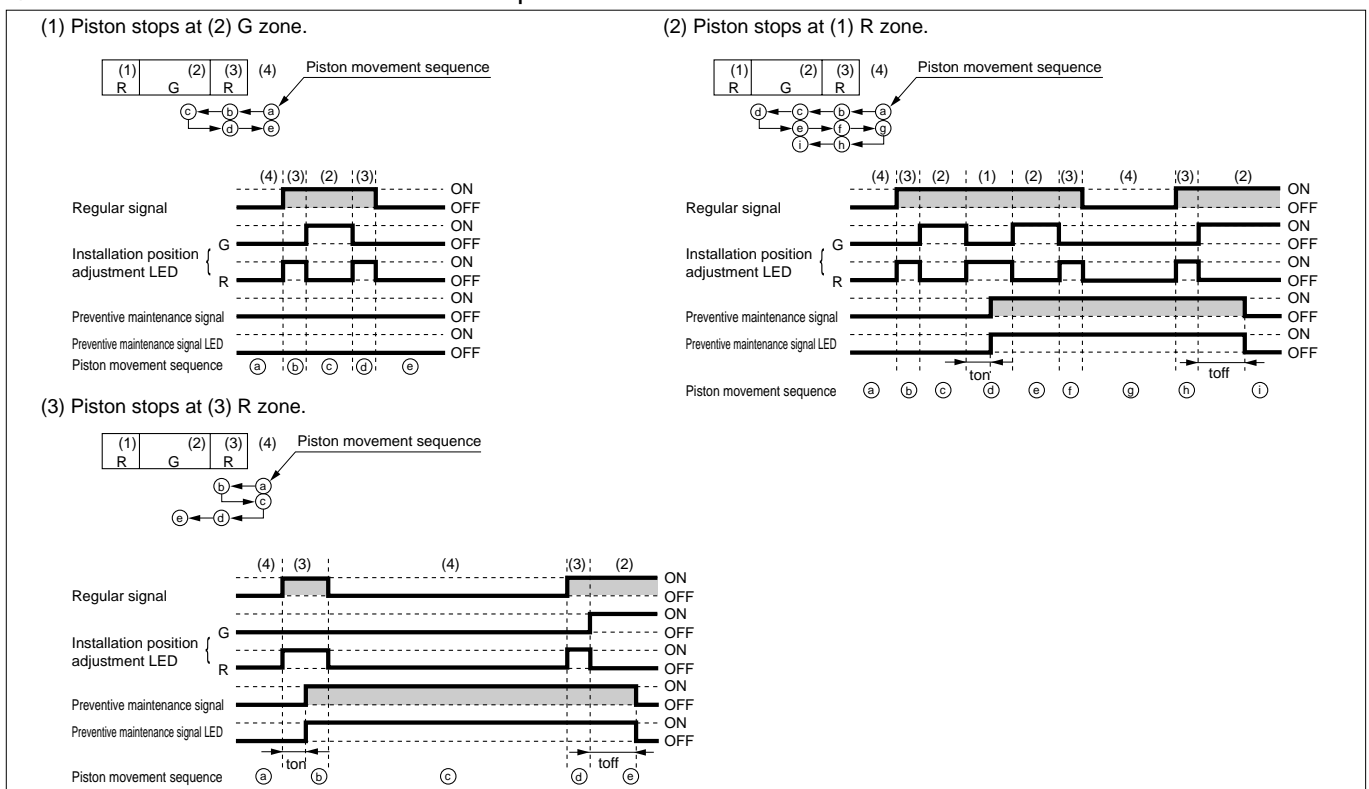 (1) Piston stops at (2) G zone.
(1) (2) (3) (4) Piston movement sequence
R G R
c b a
d e
(4) (3) (2) (3)
Regular signal ON
OFF
Installation position adjustment LED { G ON
OFF
R ON
OFF
Preventive maintenance signal ON
OFF
Preventive maintenance signal LED ON
OFF
Piston movement sequence a b c d e
(2) Piston stops at (1) R zone.
(1) (2) (3) (4) Piston movement sequence
R G R
d c b a
e f g
i h
(4) (3) (2) (1) (2) (3) (4) (3) (2)
Regular signal ON
OFF
Installation position adjustment LED { G ON
OFF
R ON
OFF
Preventive maintenance signal ON
OFF
Preventive maintenance signal LED ON
OFF
ton toff
Piston movement sequence a b c d e f g h i
(3) Piston stops at (3) R zone.
(1) (2) (3) (4) Piston movement sequence
R G R
b a
c
e d
(4) (3) (4) (3) (2)
Regular signal ON
OFF
Installation position adjustment LED { G ON
OFF
R ON
OFF
Preventive maintenance signal ON
OFF
Preventive maintenance signal LED ON
OFF
ton toff
Piston movement sequence a b c d e